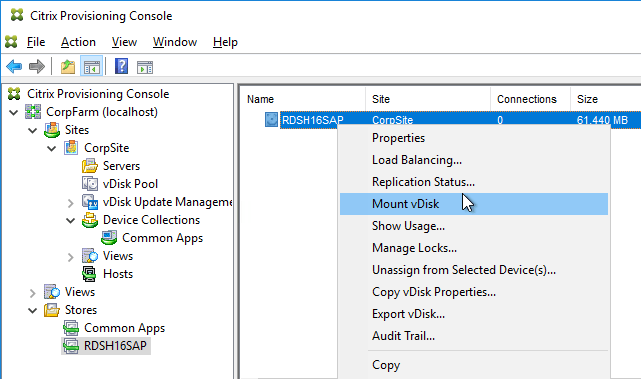 Citrix Provisioning Console
File Action View Window Help
Citrix Provisioning Console
CorpFarm (localhost)
Sites
CorpSite
Servers
vDisk Pool
vDisk Update Manageme
Device Collections
Common Apps
Views
Hosts
Views
Stores
Common Apps
RDSH16SAP
Name Site Connections Size
RDSH16SAP CorpSite 0 61,440 MB
Properties
Load Balancing...
Replication Status...
Mount vDisk
Show Usage...
Manage Locks...
Unassign from Selected Device(s)...
Copy vDisk Properties...
Export vDisk...
Audit Trail...
Copy